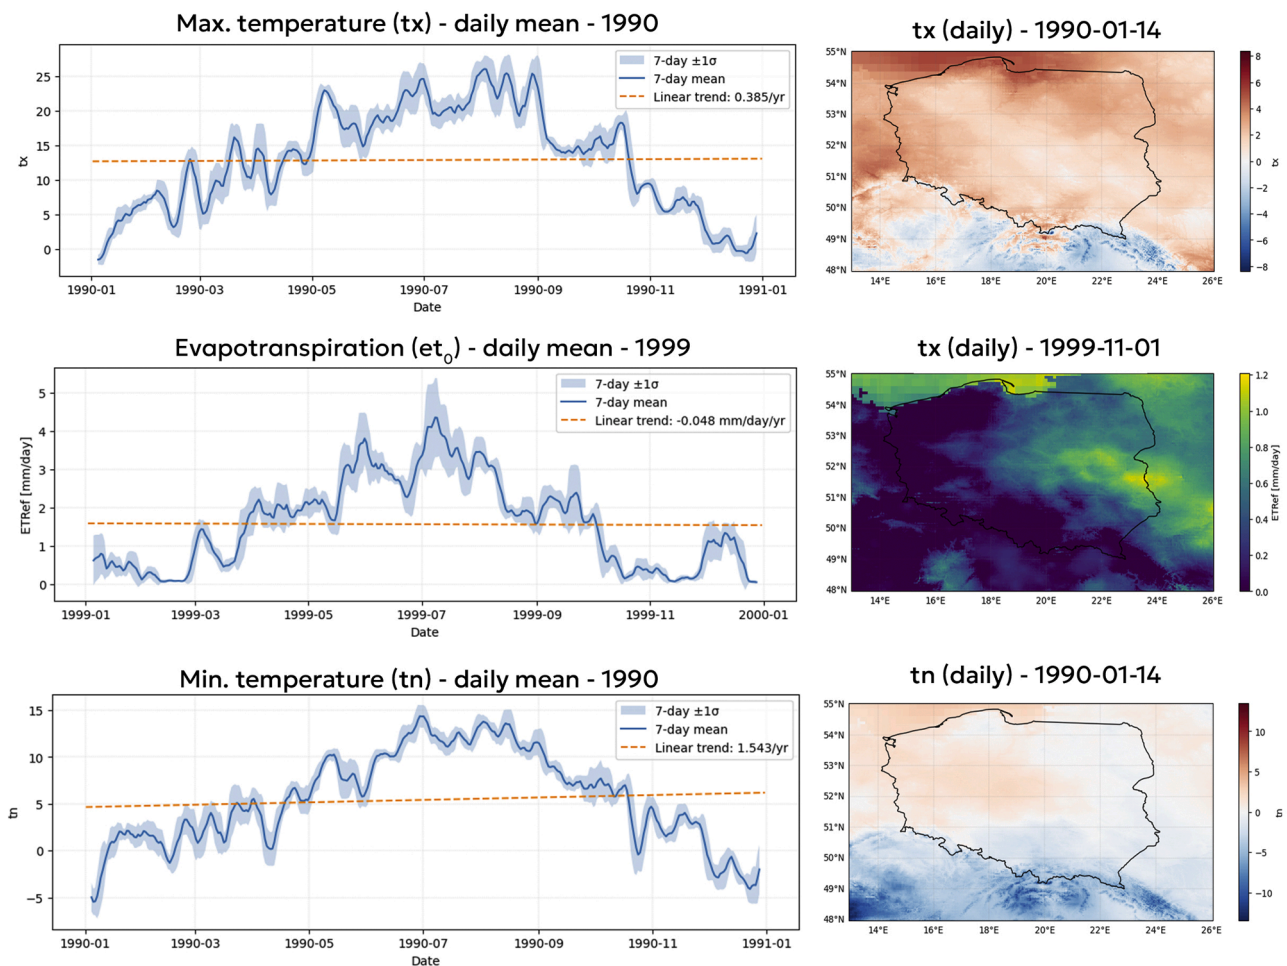 Max. temperature (tx) - daily mean - 1990
tx (daily) - 1990-01-14
7-day ±1σ
7-day mean
Linear trend: 0.385/yr
25
20
15
10
5
0
tx
1990-01 1990-03 1990-05 1990-07 1990-09 1990-11 1991-01
Date
55°N
54°N
53°N
52°N
51°N
50°N
49°N
48°N
14°E 16°E 18°E 20°E 22°E 24°E 26°E
8
6
4
2
0
−2
−4
−6
−8
tx
Evapotranspiration (et₀) - daily mean - 1999
tx (daily) - 1999-11-01
7-day ±1σ
7-day mean
Linear trend: -0.048 mm/day/yr
5
4
3
2
1
0
ETRef [mm/day]
1999-01 1999-03 1999-05 1999-07 1999-09 1999-11 2000-01
Date
55°N
54°N
53°N
52°N
51°N
50°N
49°N
48°N
14°E 16°E 18°E 20°E 22°E 24°E 26°E
1.2
1.0
0.8
0.6
0.4
0.2
0.0
ETRef [mm/day]
Min. temperature (tn) - daily mean - 1990
tn (daily) - 1990-01-14
7-day ±1σ
7-day mean
Linear trend: 1.543/yr
15
10
5
0
−5
tn
1990-01 1990-03 1990-05 1990-07 1990-09 1990-11 1991-01
Date
55°N
54°N
53°N
52°N
51°N
50°N
49°N
48°N
14°E 16°E 18°E 20°E 22°E 24°E 26°E
10
5
0
−5
−10
tn